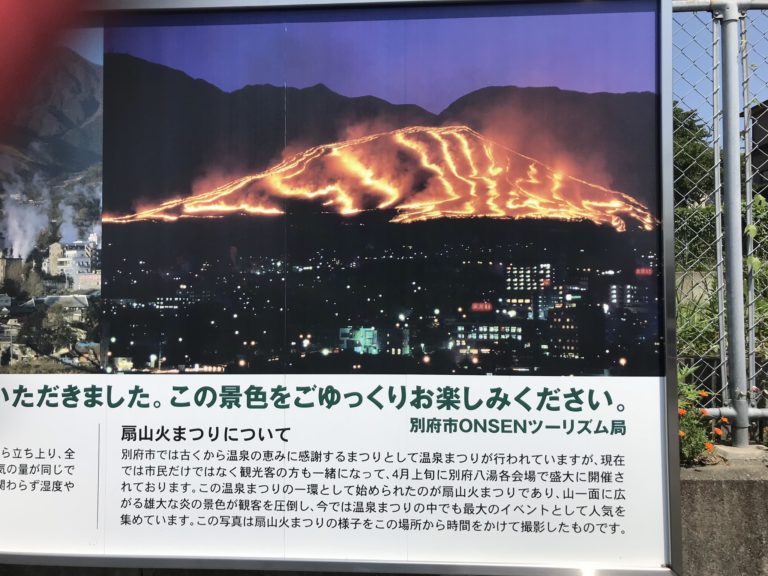 いただきました。この景色をごゆっくりお楽しみください。
別府市ONSENツーリズム局
ら立ち上り、全
気の量が同じで
関わらず湿度や
扇山火まつりについて
別府市では古くから温泉の恵みに感謝するまつりとして温泉まつりが行われていますが、現在
では市民だけではなく観光客の方も一緒になって、4月上旬に別府八湯各会場で盛大に開催さ
れております。この温泉まつりの一環として始められたのが扇山火まつりであり、山一面に広
がる雄大な炎の景色が観客を圧倒し、今では温泉まつりの中でも最大のイベントとして人気を
集めています。この写真は扇山火まつりの様子をこの場所から時間をかけて撮影したものです。